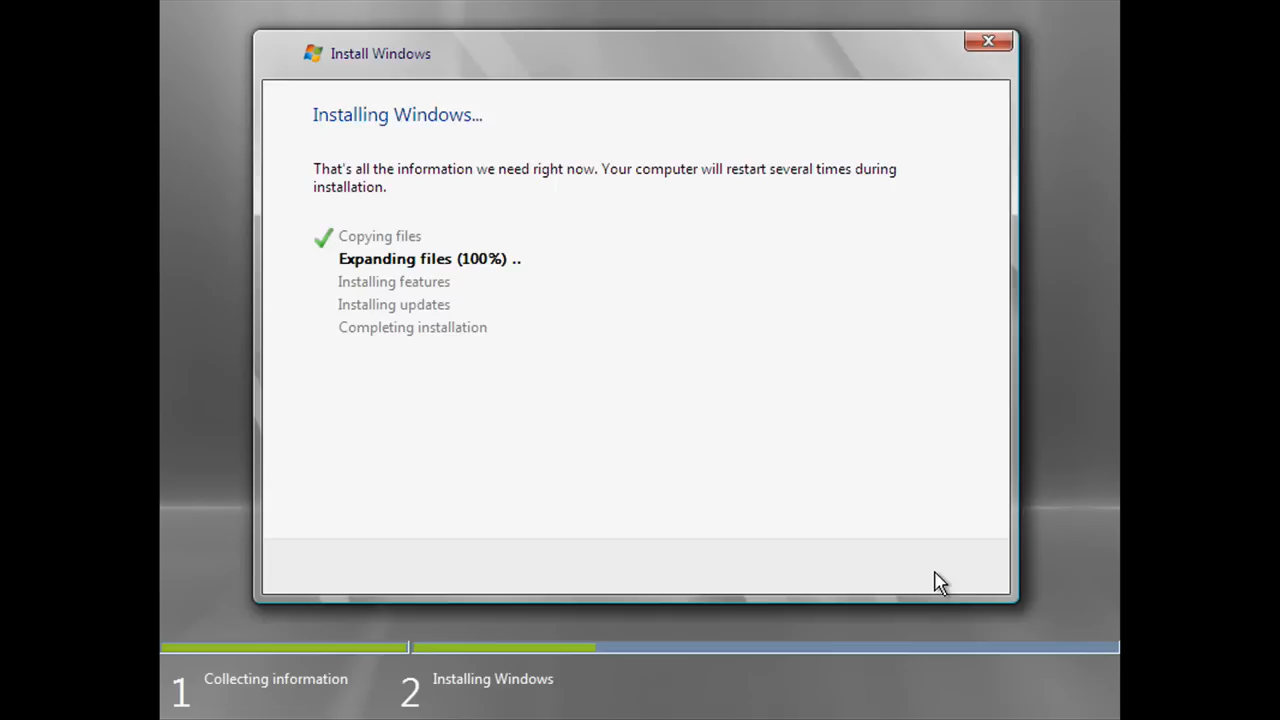 Install Windows
Installing Windows...
That's all the information we need right now. Your computer will restart several times during
installation.
Copying files
Expanding files (100%) ..
Installing features
Installing updates
Completing installation
1 Collecting information 2 Installing Windows